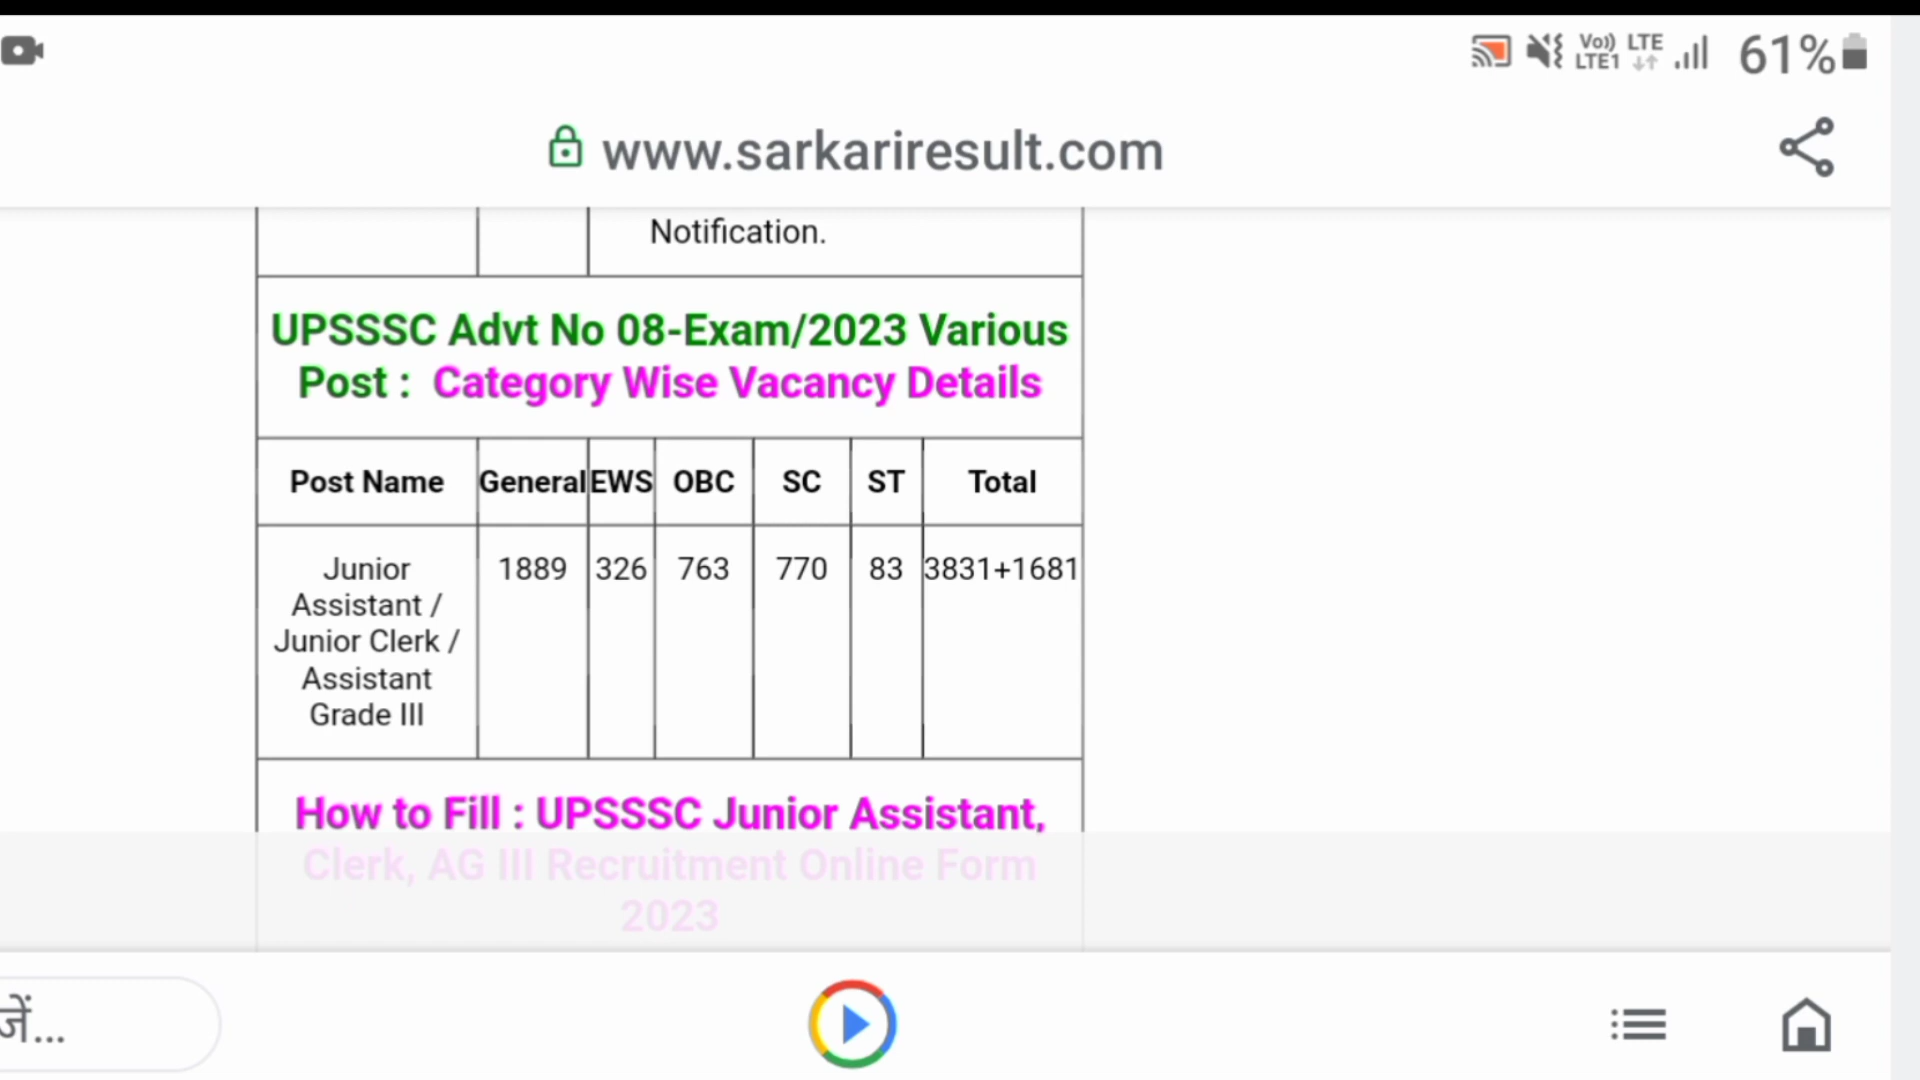 Vo)) LTE
LTE1
61%
www.sarkariresult.com
Notification.
UPSSSC Advt No 08-Exam/2023 Various
Post : Category Wise Vacancy Details
Post Name General EWS OBC SC ST Total
Junior 1889 326 763 770 83 3831+1681
Assistant /
Junior Clerk /
Assistant
Grade III
How to Fill : UPSSSC Junior Assistant,
Clerk, AG III Recruitment Online Form
2023